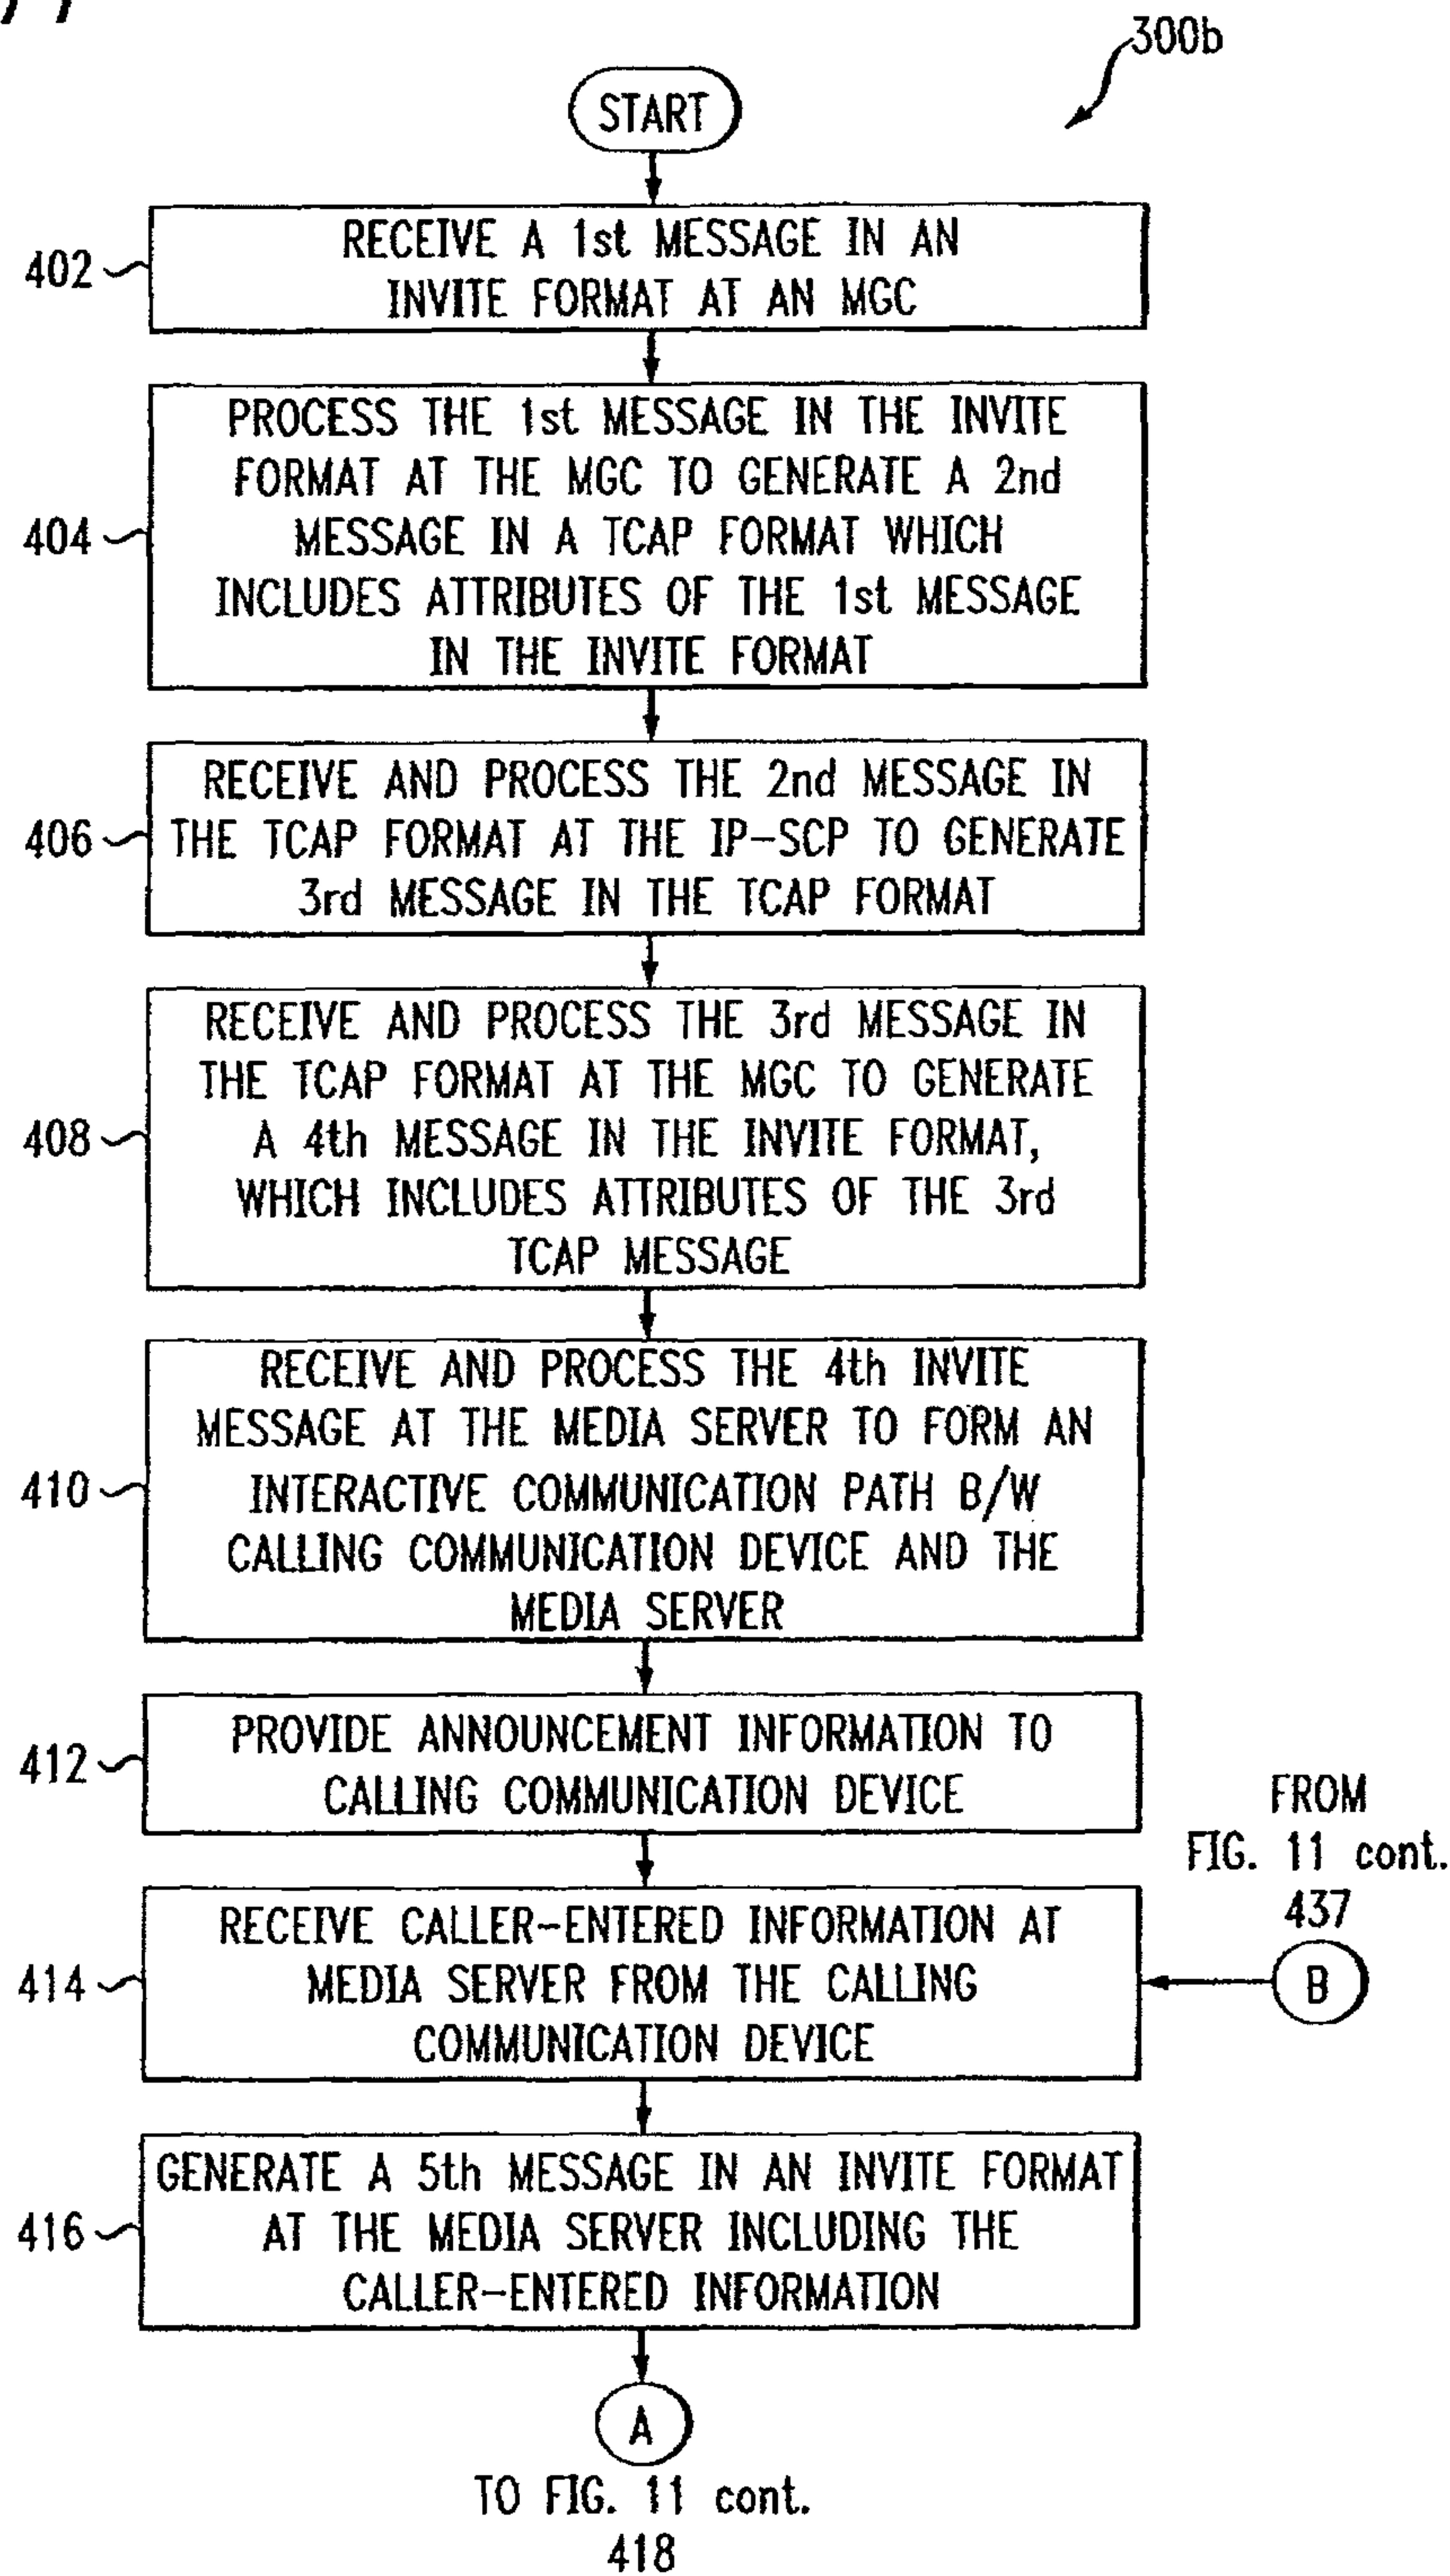 300b
START
402
RECEIVE A 1st MESSAGE IN AN
INVITE FORMAT AT AN MGC
404
PROCESS THE 1st MESSAGE IN THE INVITE
FORMAT AT THE MGC TO GENERATE A 2nd
MESSAGE IN A TCAP FORMAT WHICH
INCLUDES ATTRIBUTES OF THE 1st MESSAGE
IN THE INVITE FORMAT
406
RECEIVE AND PROCESS THE 2nd MESSAGE IN
THE TCAP FORMAT AT THE IP-SCP TO GENERATE
3rd MESSAGE IN THE TCAP FORMAT
408
RECEIVE AND PROCESS THE 3rd MESSAGE IN
THE TCAP FORMAT AT THE MGC TO GENERATE
A 4th MESSAGE IN THE INVITE FORMAT,
WHICH INCLUDES ATTRIBUTES OF THE 3rd
TCAP MESSAGE
410
RECEIVE AND PROCESS THE 4th INVITE
MESSAGE AT THE MEDIA SERVER TO FORM AN
INTERACTIVE COMMUNICATION PATH B/W
CALLING COMMUNICATION DEVICE AND THE
MEDIA SERVER
412
PROVIDE ANNOUNCEMENT INFORMATION TO
CALLING COMMUNICATION DEVICE
FROM
FIG. 11 cont.
437
B
414
RECEIVE CALLER-ENTERED INFORMATION AT
MEDIA SERVER FROM THE CALLING
COMMUNICATION DEVICE
416
GENERATE A 5th MESSAGE IN AN INVITE FORMAT
AT THE MEDIA SERVER INCLUDING THE
CALLER-ENTERED INFORMATION
A
TO FIG. 11 cont.
418